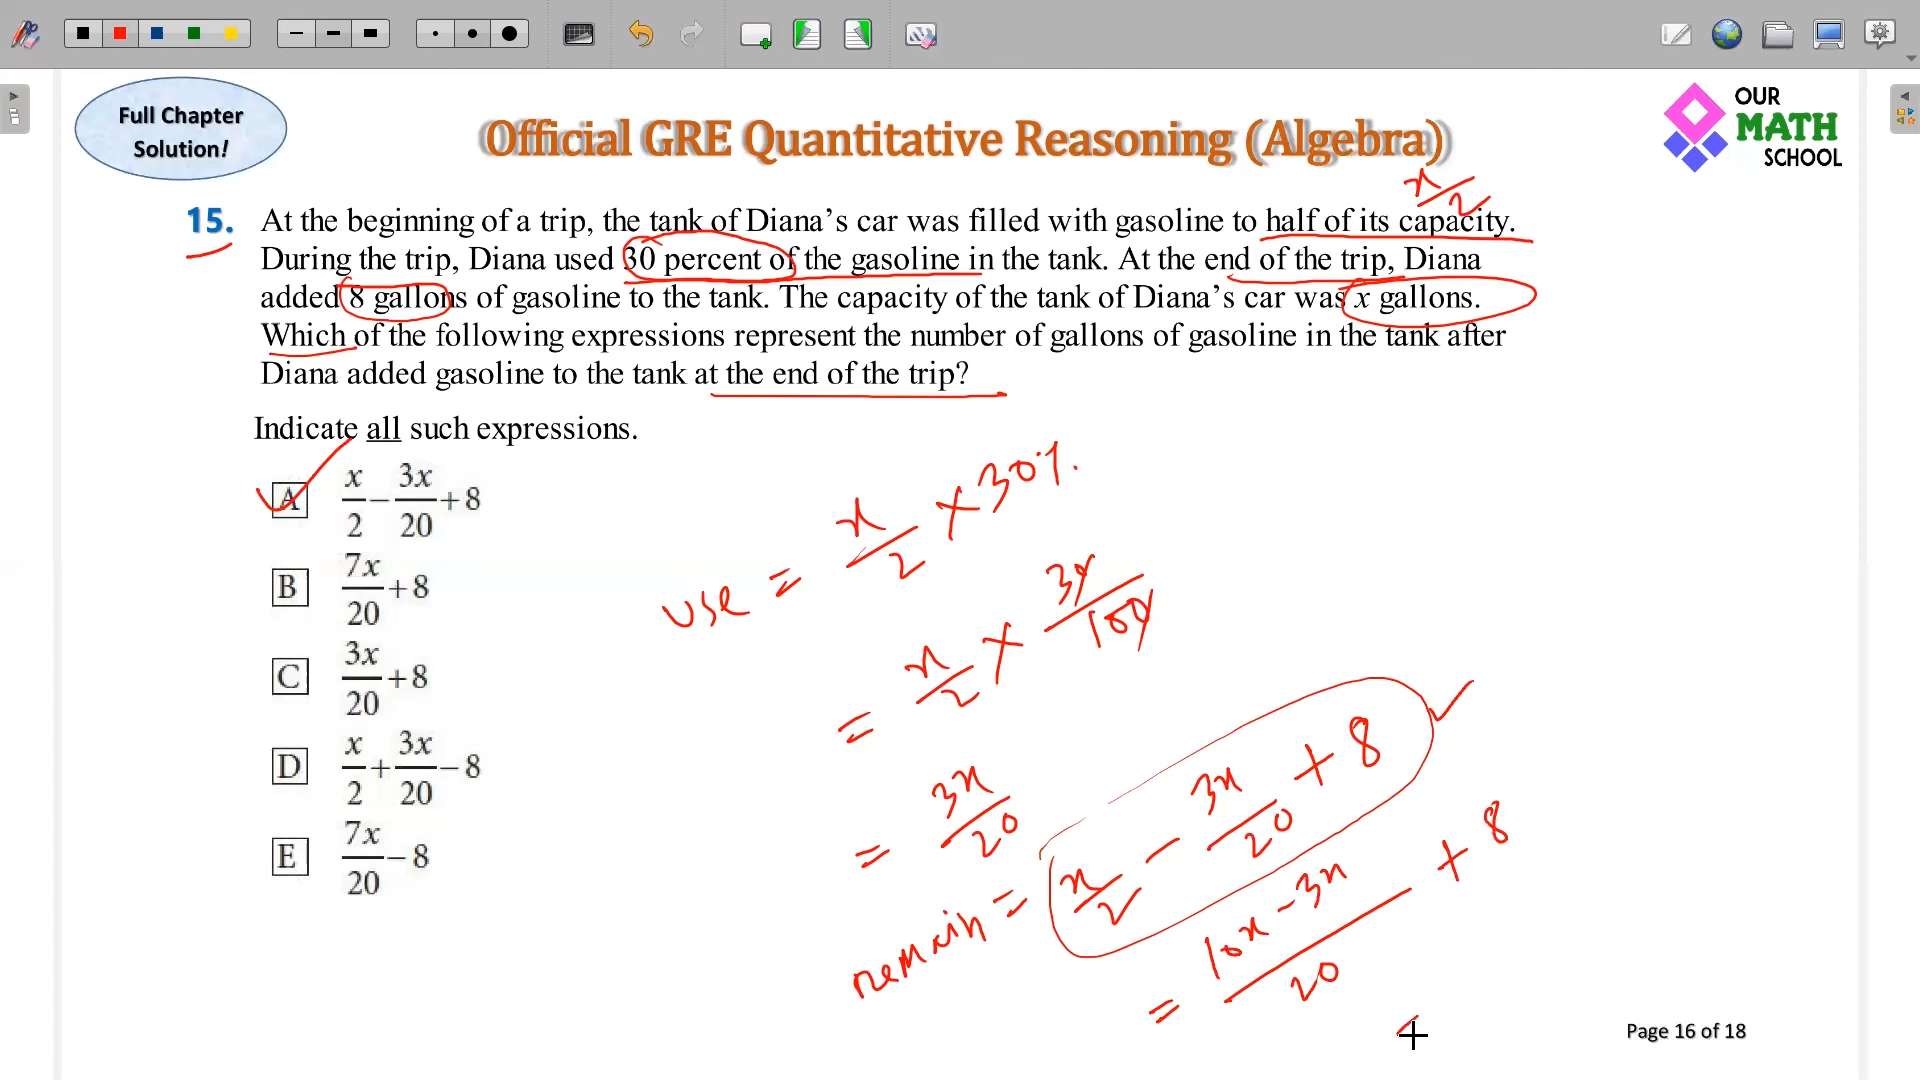 Full Chapter
Solution!
Official GRE Quantitative Reasoning (Algebra)
OUR
MATH
SCHOOL
x/2
15. At the beginning of a trip, the tank of Diana’s car was filled with gasoline to half of its capacity.
During the trip, Diana used 30 percent of the gasoline in the tank. At the end of the trip, Diana
added 8 gallons of gasoline to the tank. The capacity of the tank of Diana’s car was x gallons.
Which of the following expressions represent the number of gallons of gasoline in the tank after
Diana added gasoline to the tank at the end of the trip?
Indicate all such expressions.
A x/2 − 3x/20 + 8
B 7x/20 + 8
C 3x/20 + 8
D x/2 + 3x/20 − 8
E 7x/20 − 8
use = x/2 × 30%
= x/2 × 30/100
= 3x/20
remain = x/2 − 3x/20 + 8
= 10x − 3x/20 + 8
Page 16 of 18